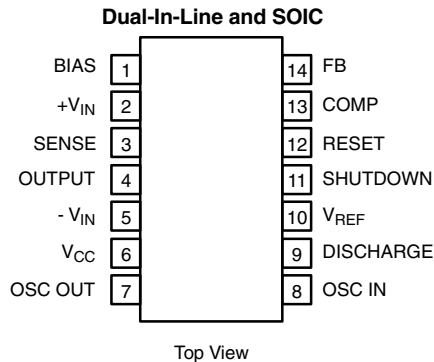 Dual-In-Line and SOIC
BIAS 1 14 FB
+VIN 2 13 COMP
SENSE 3 12 RESET
OUTPUT 4 11 SHUTDOWN
- VIN 5 10 VREF
VCC 6 9 DISCHARGE
OSC OUT 7 8 OSC IN
Top View